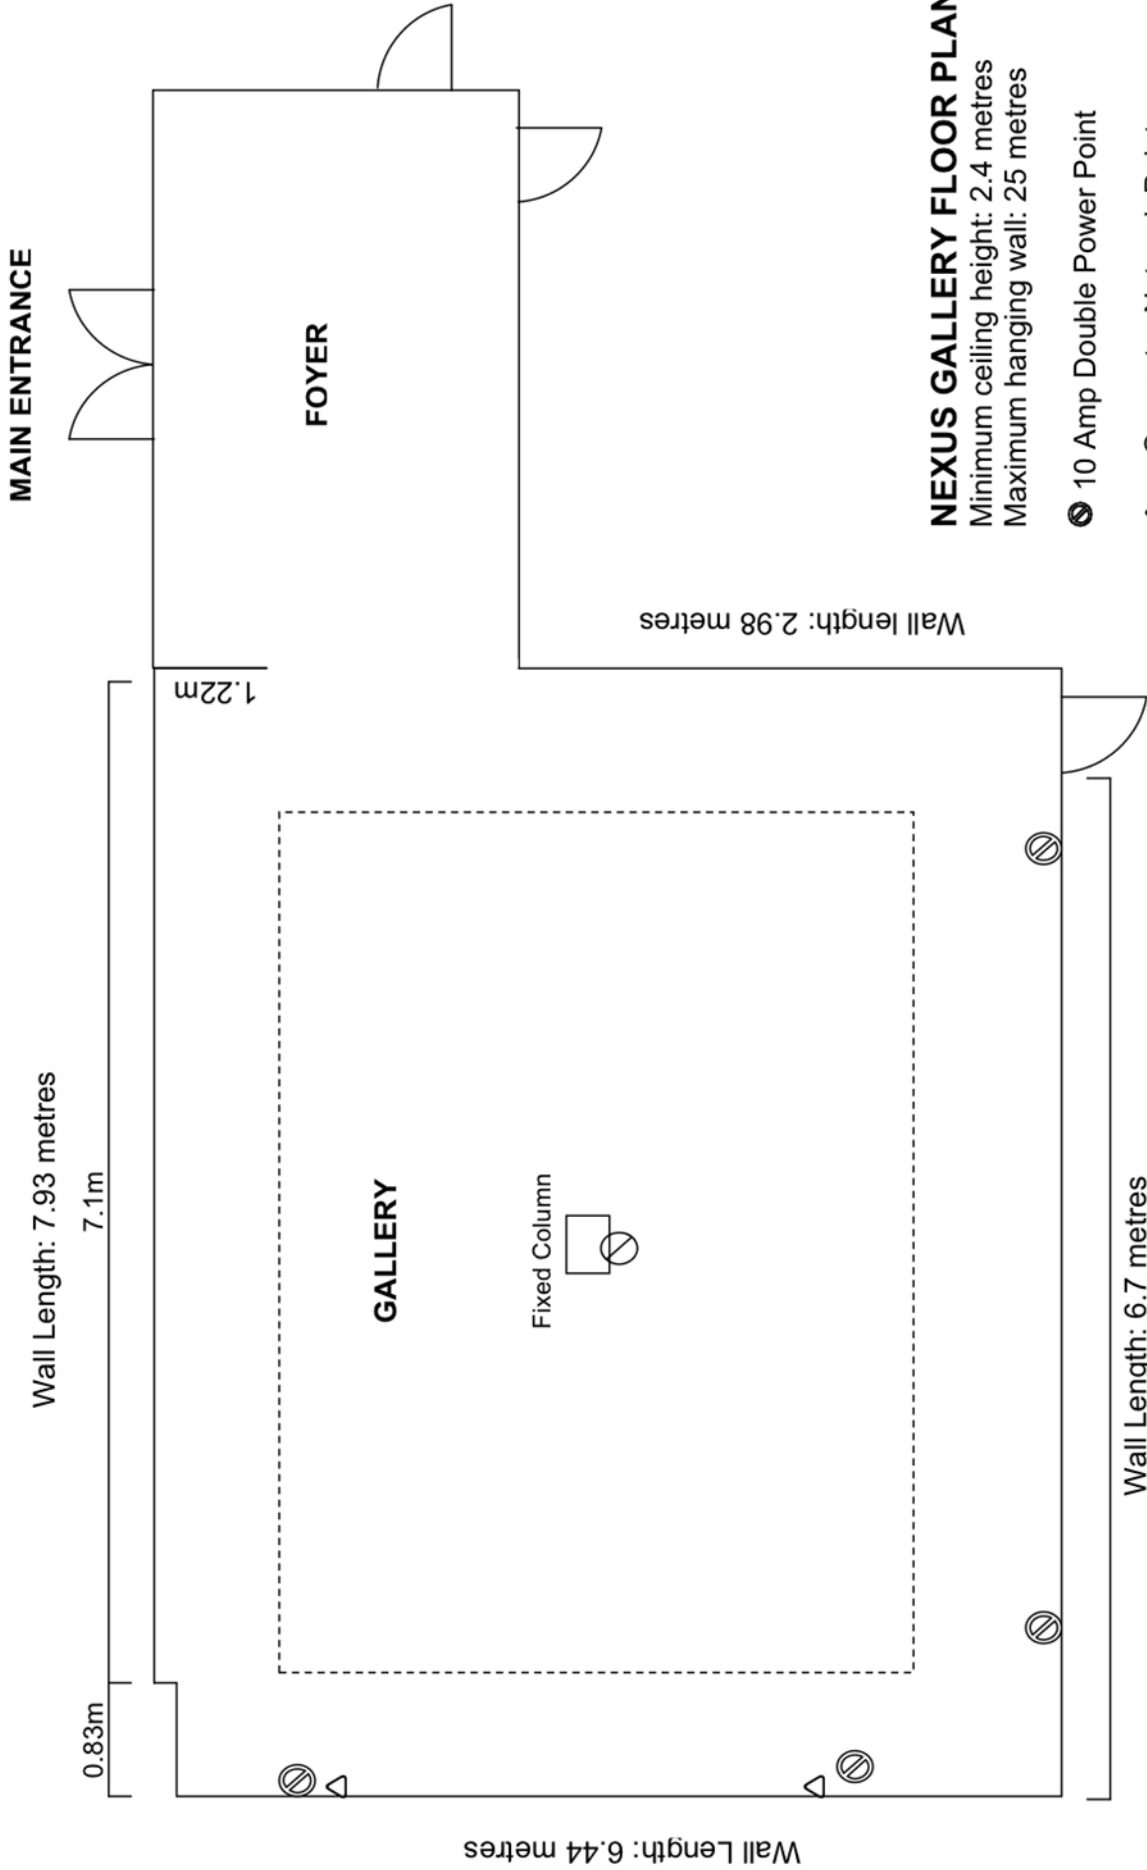 MAIN ENTRANCE
Wall Length: 7.93 metres
0.83m
7.1m
1.22m
FOYER
GALLERY
Fixed Column
Wall length: 2.98 metres
Wall Length: 6.44 metres
Wall Length: 6.7 metres
NEXUS GALLERY FLOOR PLAN
Minimum ceiling height: 2.4 metres
Maximum hanging wall: 25 metres
10 Amp Double Power Point